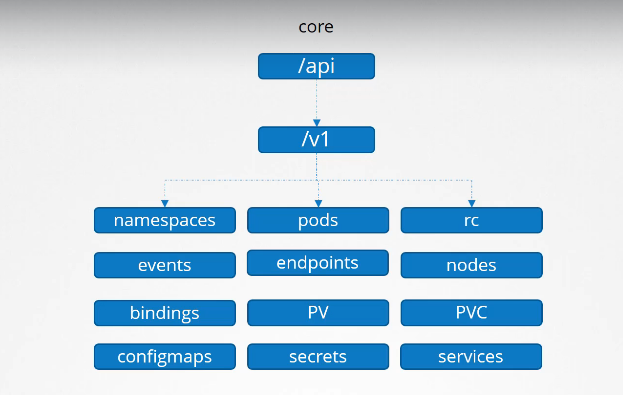 core
/api
/v1
namespaces pods rc
events endpoints nodes
bindings PV PVC
configmaps secrets services